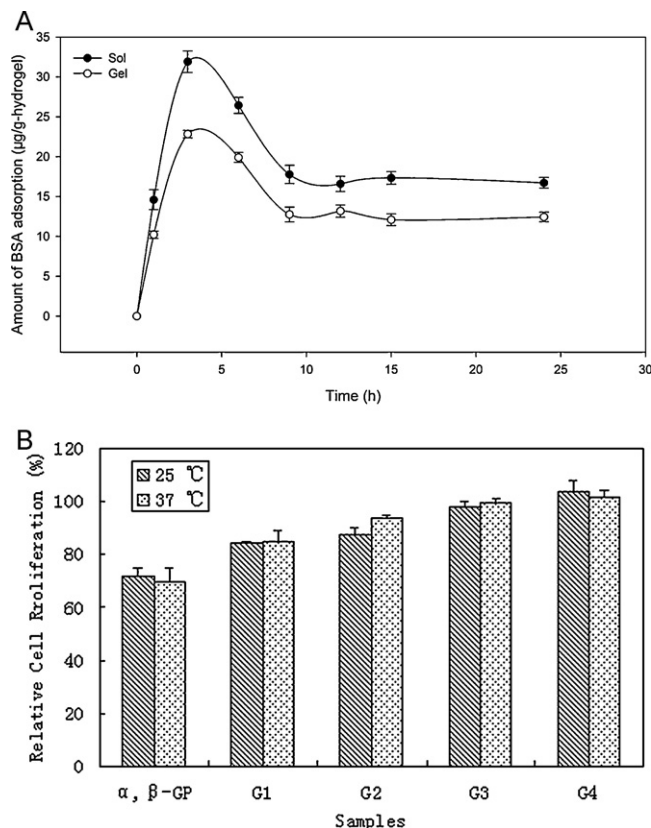 A
Amount of BSA adsorption (µg/g-hydrogel)
35
30
25
20
15
10
5
0
Sol
Gel
0 5 10 15 20 25 30
Time (h)
B
Relative Cell Rroliferation (%)
120
100
80
60
40
20
0
25 ℃
37 ℃
α, β-GP G1 G2 G3 G4
Samples